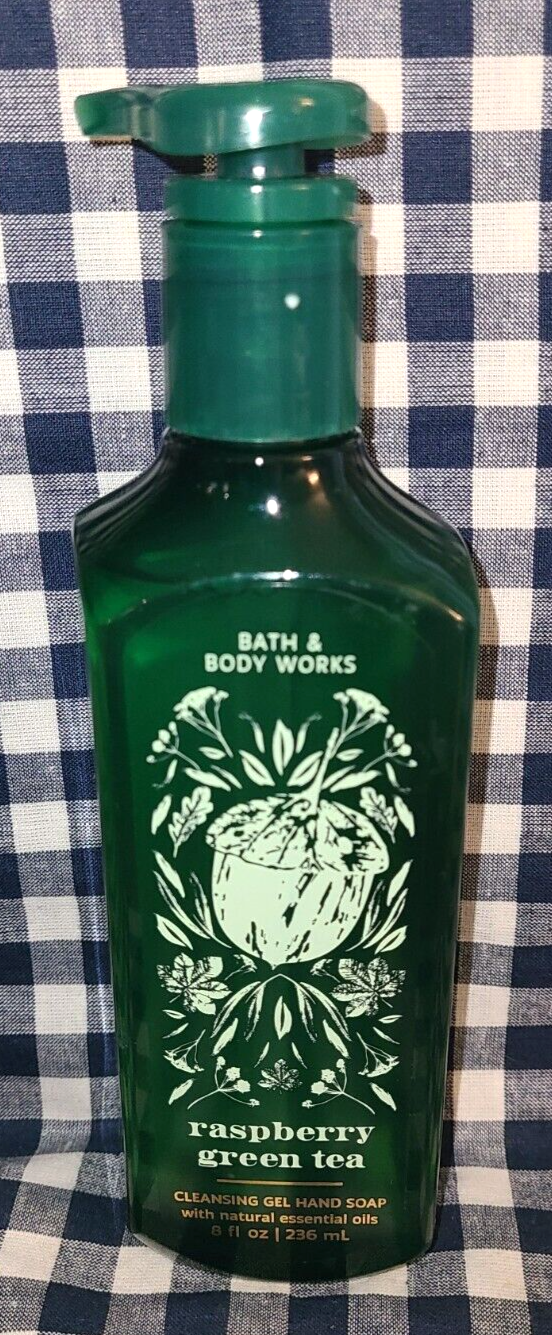 BATH &
BODY WORKS
raspberry
green tea
CLEANSING GEL HAND SOAP
with natural essential oils
8 fl oz | 236 mL